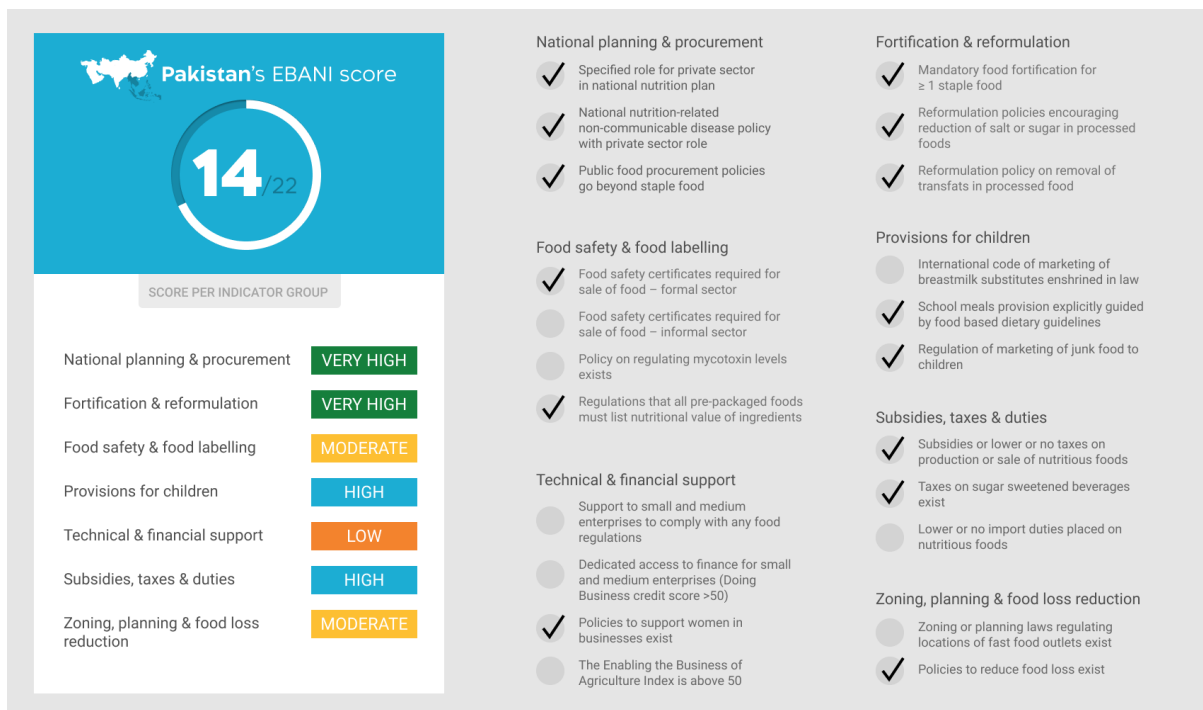 Pakistan's EBANI score
14/22
SCORE PER INDICATOR GROUP
National planning & procurement VERY HIGH
Fortification & reformulation VERY HIGH
Food safety & food labelling MODERATE
Provisions for children HIGH
Technical & financial support LOW
Subsidies, taxes & duties HIGH
Zoning, planning & food loss
reduction
MODERATE
National planning & procurement
Specified role for private sector
in national nutrition plan
National nutrition-related
non-communicable disease policy
with private sector role
Public food procurement policies
go beyond staple food
Food safety & food labelling
Food safety certificates required for
sale of food – formal sector
Food safety certificates required for
sale of food – informal sector
Policy on regulating mycotoxin levels
exists
Regulations that all pre-packaged foods
must list nutritional value of ingredients
Technical & financial support
Support to small and medium
enterprises to comply with any food
regulations
Dedicated access to finance for small
and medium enterprises (Doing
Business credit score >50)
Policies to support women in
businesses exist
The Enabling the Business of
Agriculture Index is above 50
Fortification & reformulation
Mandatory food fortification for
≥ 1 staple food
Reformulation policies encouraging
reduction of salt or sugar in processed
foods
Reformulation policy on removal of
transfats in processed food
Provisions for children
International code of marketing of
breastmilk substitutes enshrined in law
School meals provision explicitly guided
by food based dietary guidelines
Regulation of marketing of junk food to
children
Subsidies, taxes & duties
Subsidies or lower or no taxes on
production or sale of nutritious foods
Taxes on sugar sweetened beverages
exist
Lower or no import duties placed on
nutritious foods
Zoning, planning & food loss reduction
Zoning or planning laws regulating
locations of fast food outlets exist
Policies to reduce food loss exist